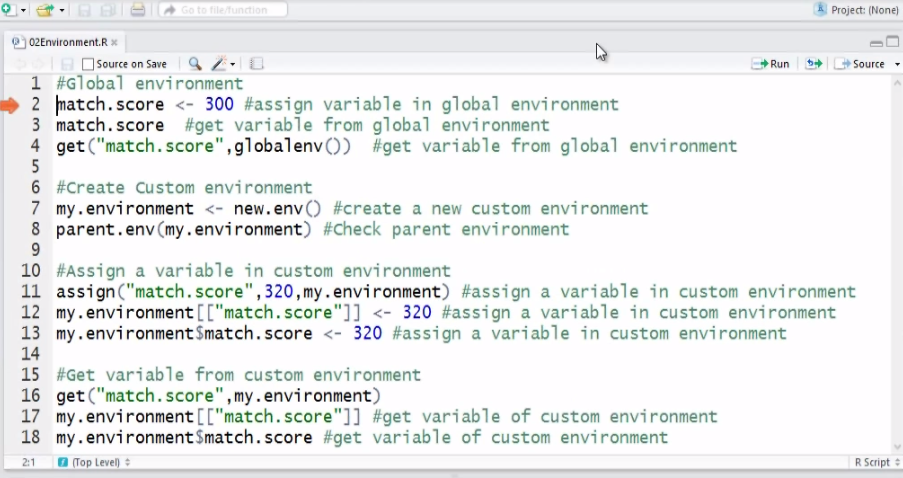 Go to file/function
Project: (None)
02Environment.R
Source on Save
Run
Source
1 #Global environment
2 match.score <- 300 #assign variable in global environment
3 match.score  #get variable from global environment
4 get("match.score",globalenv())  #get variable from global environment
5
6 #Create Custom environment
7 my.environment <- new.env() #create a new custom environment
8 parent.env(my.environment) #Check parent environment
9
10 #Assign a variable in custom environment
11 assign("match.score",320,my.environment) #assign a variable in custom environment
12 my.environment[["match.score"]] <- 320 #assign a variable in custom environment
13 my.environment$match.score <- 320 #assign a variable in custom environment
14
15 #Get variable from custom environment
16 get("match.score",my.environment)
17 my.environment[["match.score"]] #get variable of custom environment
18 my.environment$match.score #get variable of custom environment
2:1
(Top Level)
R Script